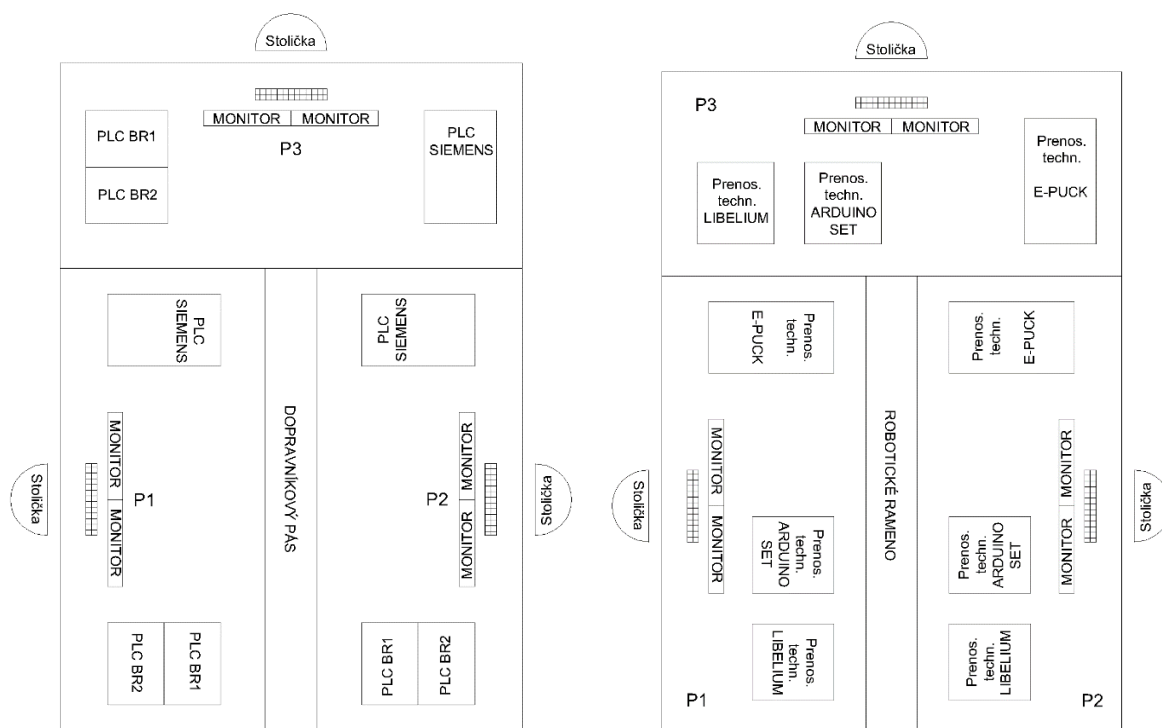 Stolička
MONITOR MONITOR
P3
PLC BR1
PLC BR2
PLC
SIEMENS
PLC
SIEMENS
PLC
SIEMENS
DOPRAVNÍKOVÝ PÁS
MONITOR MONITOR
P1
Stolička
P2
MONITOR MONITOR
Stolička
PLC BR2
PLC BR1
PLC BR1
PLC BR2
Stolička
P3
MONITOR MONITOR
Prenos.
techn.
LIBELIUM
Prenos.
techn.
ARDUINO
SET
Prenos.
techn.
E-PUCK
Prenos.
techn.
E-PUCK
Prenos.
techn.
E-PUCK
ROBOTICKÉ RAMENO
MONITOR MONITOR
Stolička
MONITOR MONITOR
Stolička
Prenos.
techn.
ARDUINO
SET
Prenos.
techn.
ARDUINO
SET
Prenos.
techn.
LIBELIUM
Prenos.
techn.
LIBELIUM
P1
P2